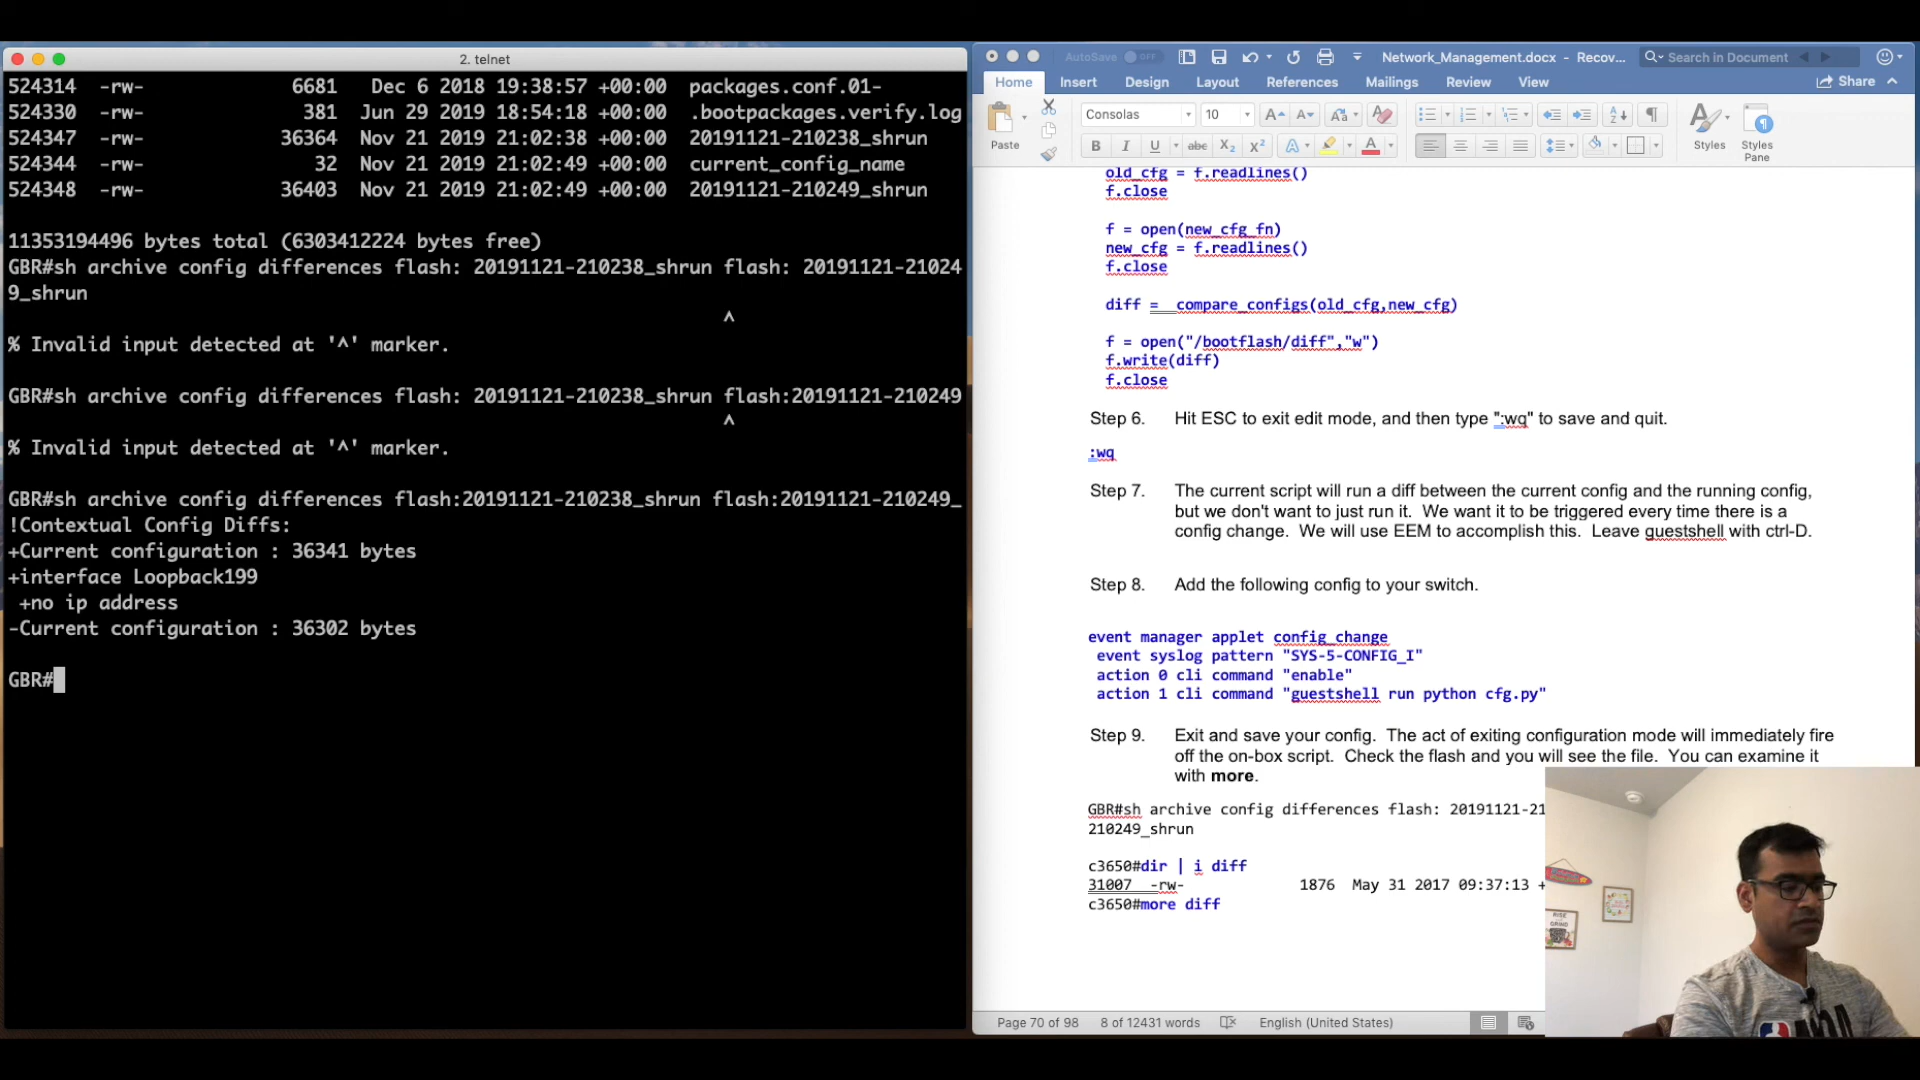 2. telnet
524314 -rw- 6681 Dec 6 2018 19:38:57 +00:00 packages.conf.01-
524330 -rw- 381 Jun 29 2019 18:54:18 +00:00 .bootpackages.verify.log
524347 -rw- 36364 Nov 21 2019 21:02:38 +00:00 20191121-210238_shrun
524344 -rw- 32 Nov 21 2019 21:02:49 +00:00 current_config_name
524348 -rw- 36403 Nov 21 2019 21:02:49 +00:00 20191121-210249_shrun
11353194496 bytes total (6303412224 bytes free)
GBR#sh archive config differences flash: 20191121-210238_shrun flash: 20191121-21024
9_shrun
^
% Invalid input detected at '^' marker.
GBR#sh archive config differences flash: 20191121-210238_shrun flash:20191121-210249
^
% Invalid input detected at '^' marker.
GBR#sh archive config differences flash:20191121-210238_shrun flash:20191121-210249_
!Contextual Config Diffs:
+Current configuration : 36341 bytes
+interface Loopback199
+no ip address
-Current configuration : 36302 bytes
GBR#
AutoSave OFF Network_Management.docx - Recov... Search in Document
Home Insert Design Layout References Mailings Review View Share
Paste Consolas 10 Styles Styles Pane
B I U abc X2 X2 A A
old_cfg = f.readlines()
f.close
f = open(new_cfg_fn)
new_cfg = f.readlines()
f.close
diff = compare_configs(old_cfg,new_cfg)
f = open("/bootflash/diff","w")
f.write(diff)
f.close
Step 6. Hit ESC to exit edit mode, and then type ":wq" to save and quit.
:wq
Step 7. The current script will run a diff between the current config and the running config,
but we don't want to just run it. We want it to be triggered every time there is a
config change. We will use EEM to accomplish this. Leave guestshell with ctrl-D.
Step 8. Add the following config to your switch.
event manager applet config_change
event syslog pattern "SYS-5-CONFIG_I"
action 0 cli command "enable"
action 1 cli command "guestshell run python cfg.py"
Step 9. Exit and save your config. The act of exiting configuration mode will immediately fire
off the on-box script. Check the flash and you will see the file. You can examine it
with more.
GBR#sh archive config differences flash: 20191121-21
210249_shrun
c3650#dir | i diff
31007 -rw- 1876 May 31 2017 09:37:13 +
c3650#more diff
RISE
GRIND
Page 70 of 98 8 of 12431 words English (United States)